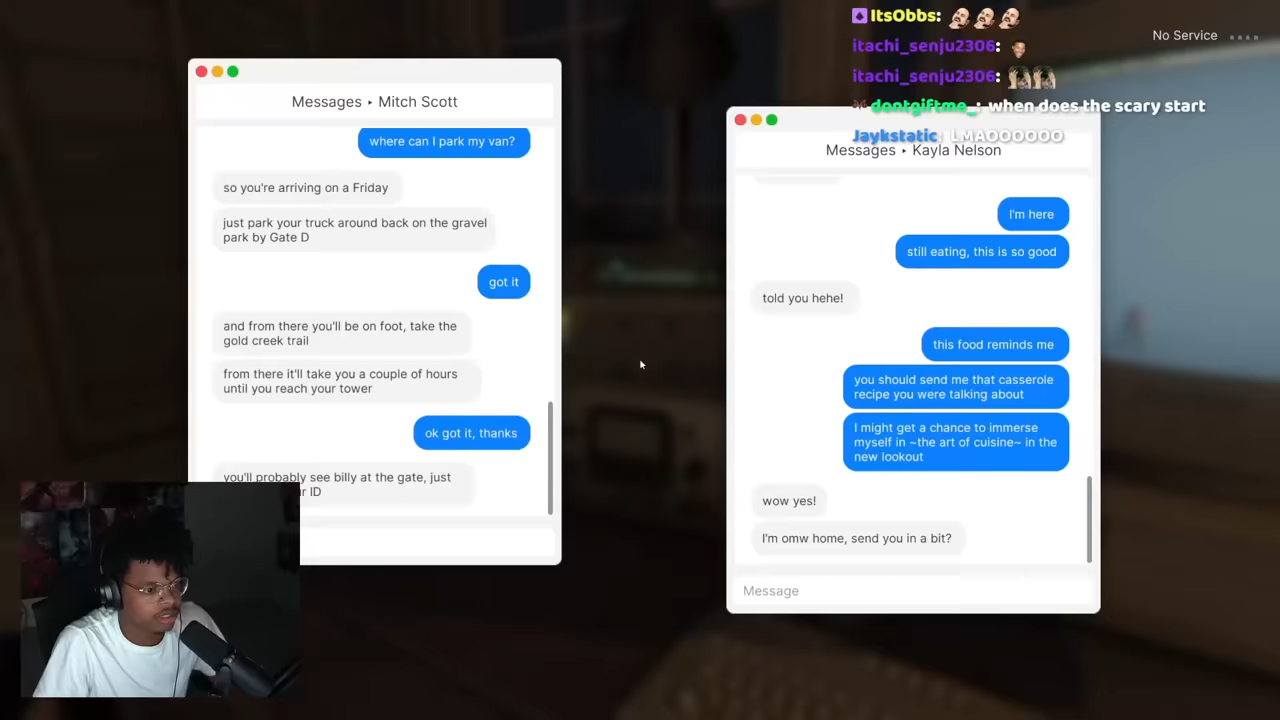 ItsObbs:
itachi_senju2306:
itachi_senju2306:
dontgiftme_: when does the scary start
Jaykstatic: LMAOOOOOO
No Service
Messages ▸ Mitch Scott
where can I park my van?
so you're arriving on a Friday
just park your truck around back on the gravel
park by Gate D
got it
and from there you'll be on foot, take the
gold creek trail
from there it'll take you a couple of hours
until you reach your tower
ok got it, thanks
you'll probably see billy at the gate, just
ID
Messages ▸ Kayla Nelson
I'm here
still eating, this is so good
told you hehe!
this food reminds me
you should send me that casserole
recipe you were talking about
I might get a chance to immerse
myself in ~the art of cuisine~ in the
new lookout
wow yes!
I'm omw home, send you in a bit?
Message